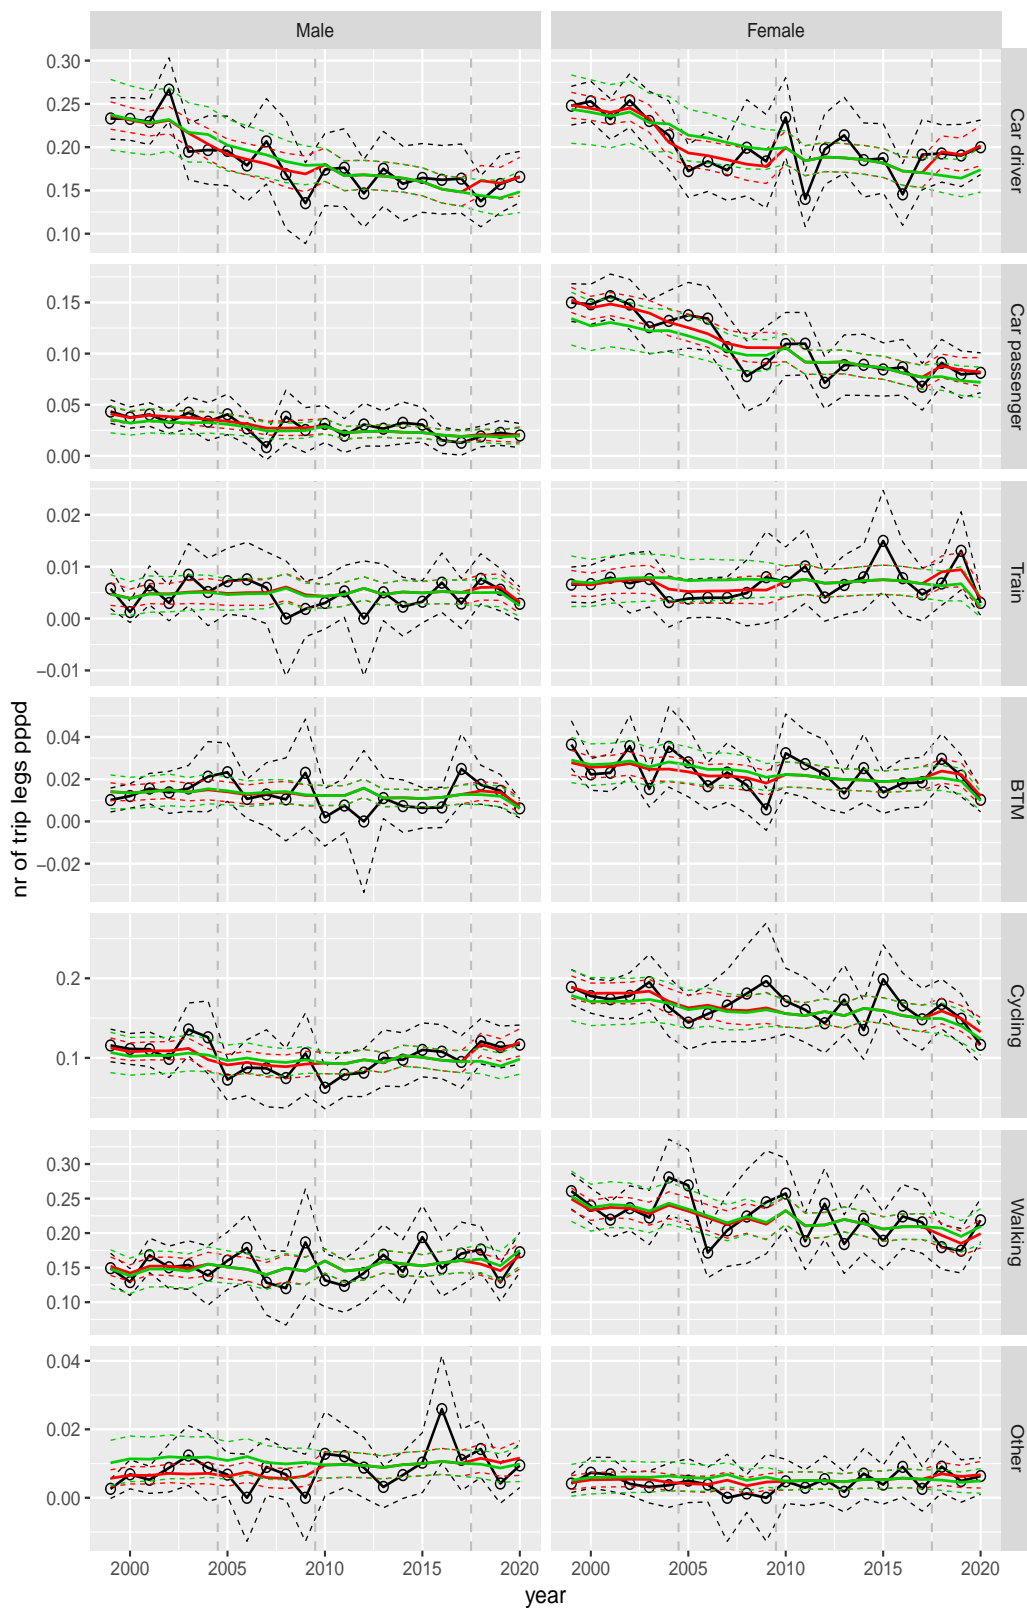 Male Female
0.30
0.25
0.20
0.15
0.10
Car driver
0.15
0.10
0.05
0.00
Car passenger
0.02
0.01
0.00
−0.01
Train
0.04
0.02
0.00
−0.02
BTM
0.2
0.1
Cycling
0.30
0.25
0.20
0.15
0.10
Walking
0.04
0.02
0.00
Other
nr of trip legs pppd
2000 2005 2010 2015 2020 2000 2005 2010 2015 2020
year